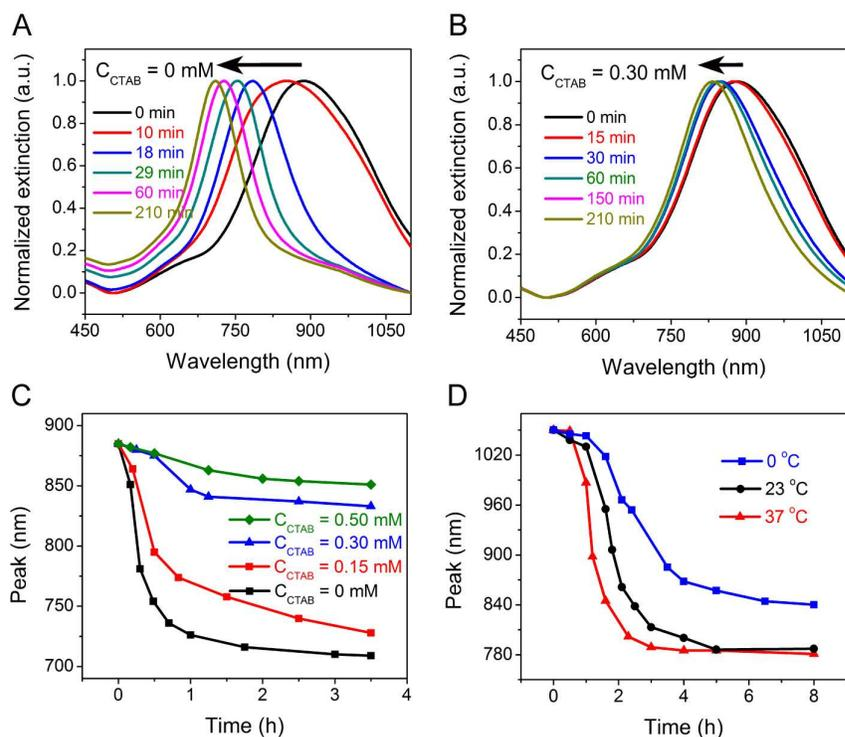 A
C_CTAB = 0 mM
0 min
10 min
18 min
29 min
60 min
210 min
Normalized extinction (a.u.)
1.0
0.8
0.6
0.4
0.2
0.0
450 600 750 900 1050
Wavelength (nm)
B
C_CTAB = 0.30 mM
0 min
15 min
30 min
60 min
150 min
210 min
Normalized extinction (a.u.)
1.0
0.8
0.6
0.4
0.2
0.0
450 600 750 900 1050
Wavelength (nm)
C
900
850
800
750
700
Peak (nm)
C_CTAB = 0.50 mM
C_CTAB = 0.30 mM
C_CTAB = 0.15 mM
C_CTAB = 0 mM
0 1 2 3 4
Time (h)
D
1020
960
900
840
780
Peak (nm)
0 °C
23 °C
37 °C
0 2 4 6 8
Time (h)